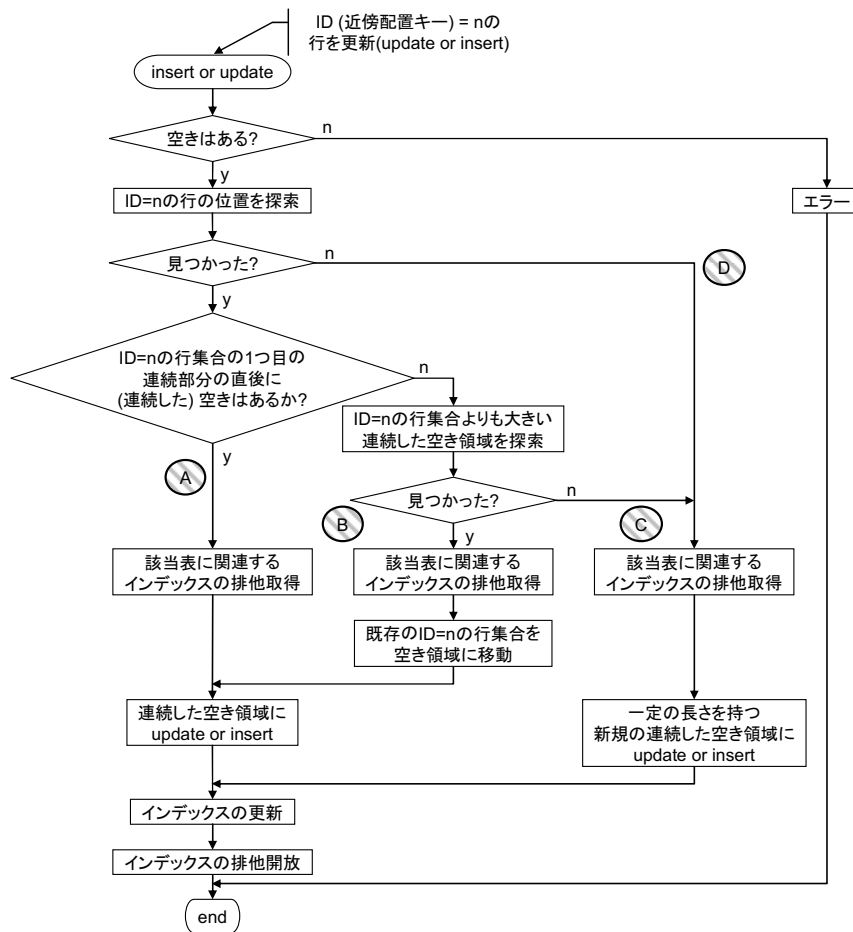 ID (近傍配置キー) = nの
行を更新(update or insert)
insert or update
空きはある?
n
y
ID=nの行の位置を探索
エラー
見つかった?
n
D
y
ID=nの行集合の1つ目の
連続部分の直後に
(連続した) 空きはあるか?
n
ID=nの行集合よりも大きい
連続した空き領域を探索
y
A
見つかった?
n
B
C
y
該当表に関連する
インデックスの排他取得
該当表に関連する
インデックスの排他取得
該当表に関連する
インデックスの排他取得
既存のID=nの行集合を
空き領域に移動
連続した空き領域に
update or insert
一定の長さを持つ
新規の連続した空き領域に
update or insert
インデックスの更新
インデックスの排他開放
end